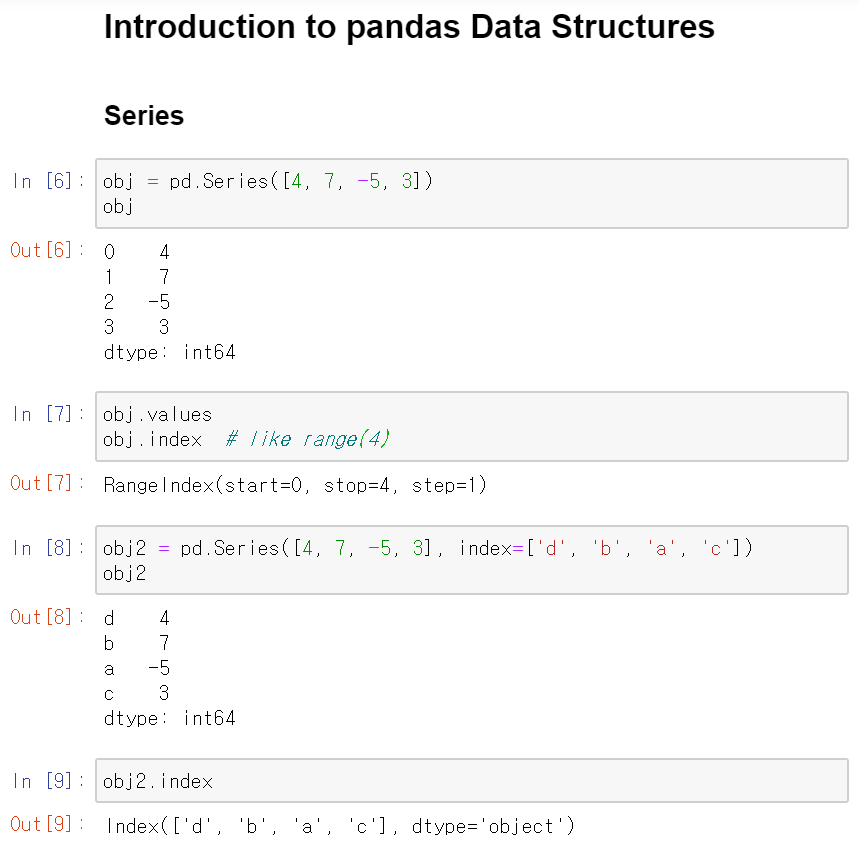 Introduction to pandas Data Structures
Series
In [6]: obj = pd.Series([4, 7, -5, 3])
obj
Out[6]: 0    4
1    7
2   -5
3    3
dtype: int64
In [7]: obj.values
obj.index  # like range(4)
Out[7]: RangeIndex(start=0, stop=4, step=1)
In [8]: obj2 = pd.Series([4, 7, -5, 3], index=['d', 'b', 'a', 'c'])
obj2
Out[8]: d    4
b    7
a   -5
c    3
dtype: int64
In [9]: obj2.index
Out[9]: Index(['d', 'b', 'a', 'c'], dtype='object')